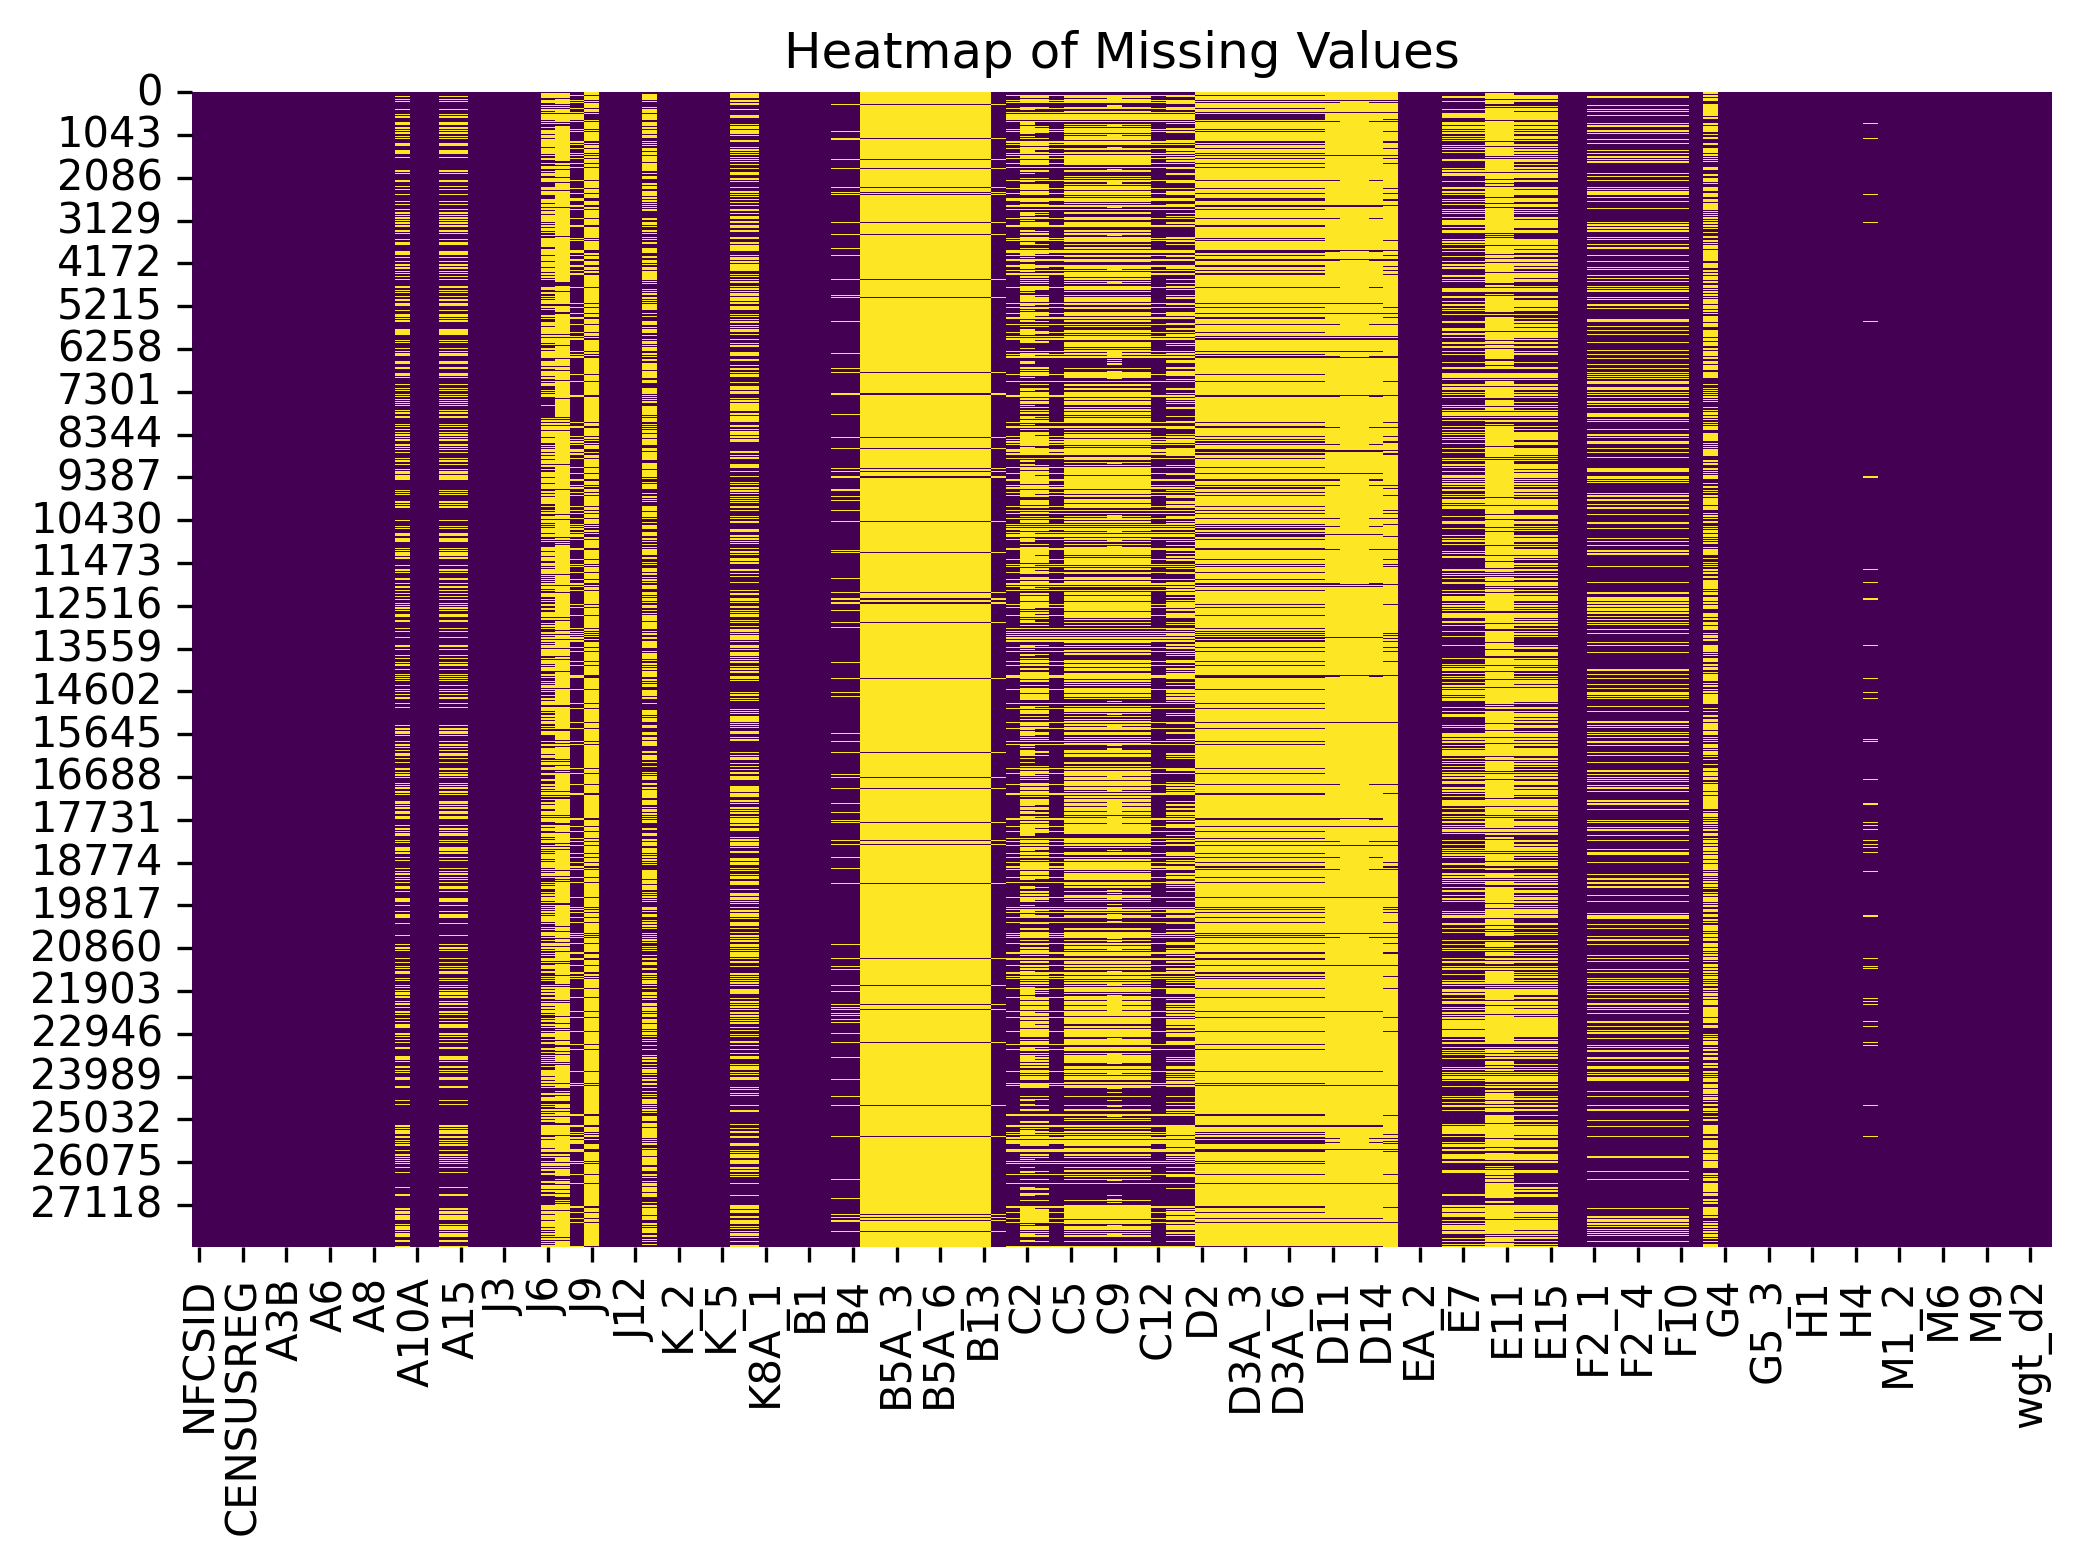 Heatmap of Missing Values
0
1043
2086
3129
4172
5215
6258
7301
8344
9387
10430
11473
12516
13559
14602
15645
16688
17731
18774
19817
20860
21903
22946
23989
25032
26075
27118
NFCSID
CENSUSREG
A3B
A6
A8
A10A
A15
J3
J6
J9
J12
K_2
K_5
K8A_1
B1
B4
B5A_3
B5A_6
B_13
C2
C5
C9
C12
D2
D3A_3
D3A_6
D_11
D14
EA_2
E7
E11
E15
F2_1
F2_4
F_10
G4
G5_3
H1
H4
M1_2
M6
M9
wgt_d2